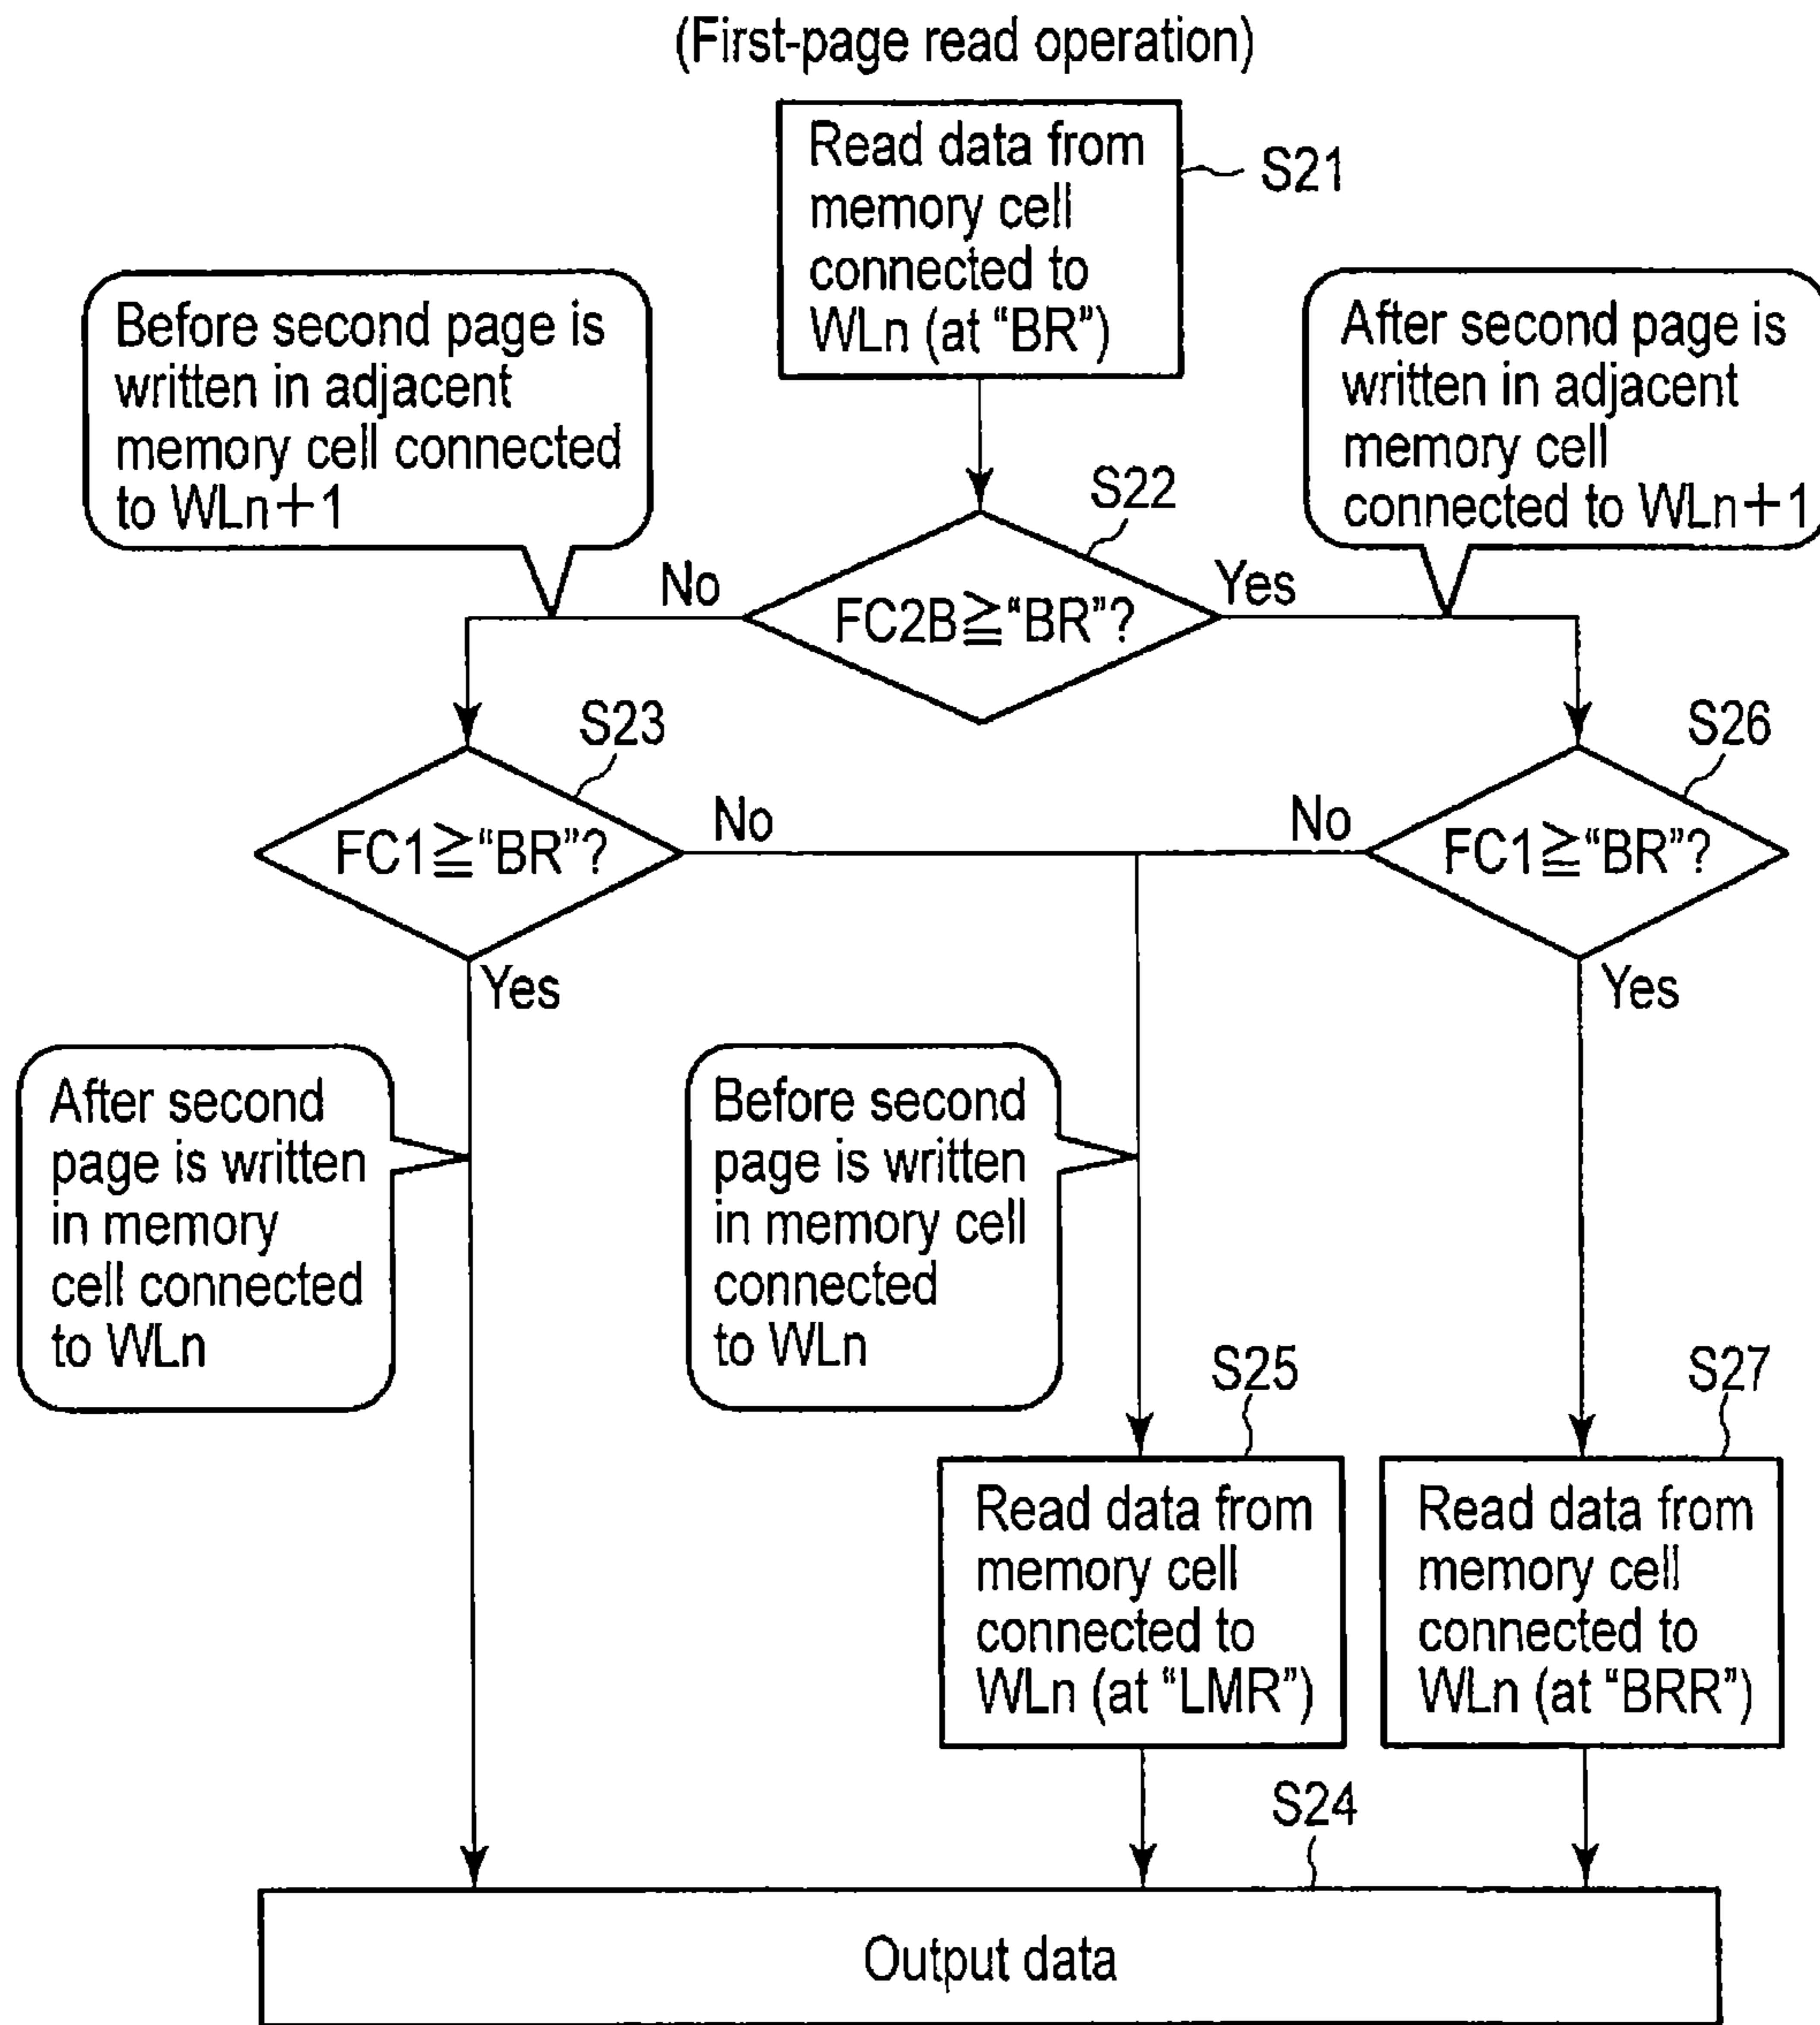 (First-page read operation)
Read data from
memory cell
connected to
WLn (at “BR”)
S21
Before second page is
written in adjacent
memory cell connected
to WLn+1
After second page is
written in adjacent
memory cell
connected to WLn+1
S22
No
FC2B≧“BR”?
Yes
S23
FC1≧“BR”?
No
Yes
S26
No
FC1≧“BR”?
Yes
After second
page is written
in memory
cell connected
to WLn
Before second
page is written
in memory cell
connected
to WLn
S25
Read data from
memory cell
connected to
WLn (at “LMR”)
S27
Read data from
memory cell
connected to
WLn (at “BRR”)
S24
Output data